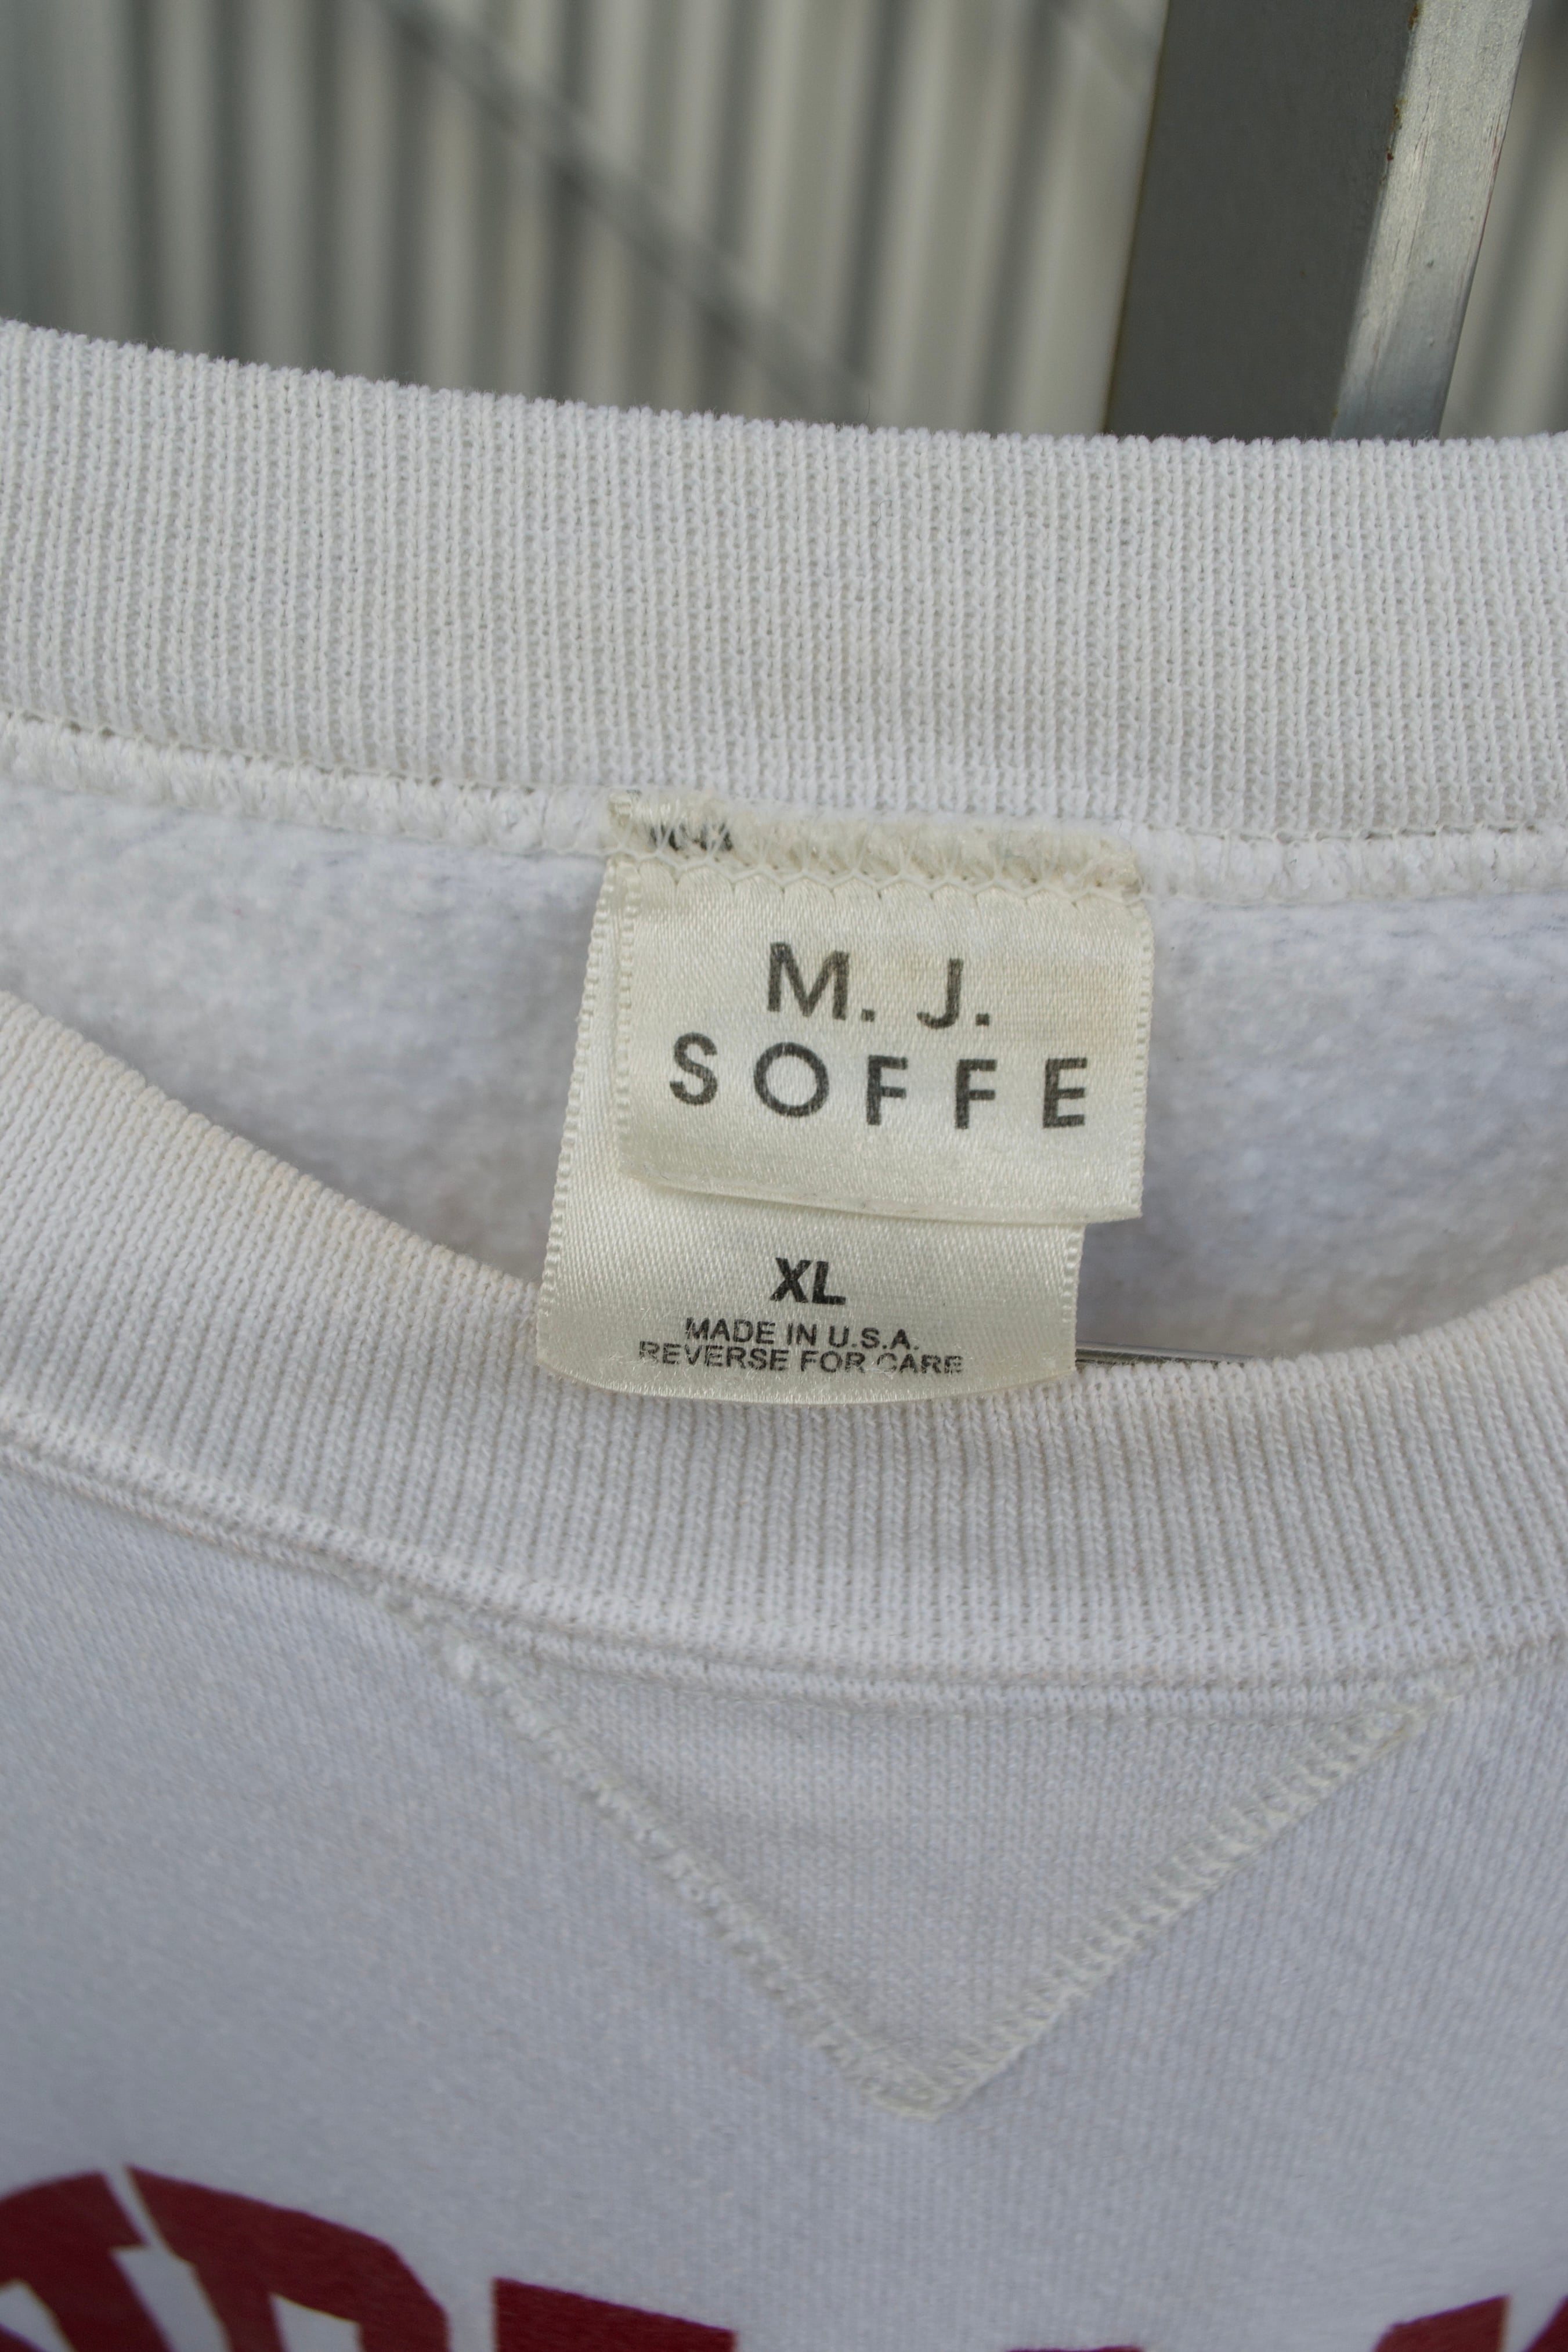 M. J.
SOFFE
XL
MADE IN U.S.A.
REVERSE FOR CARE